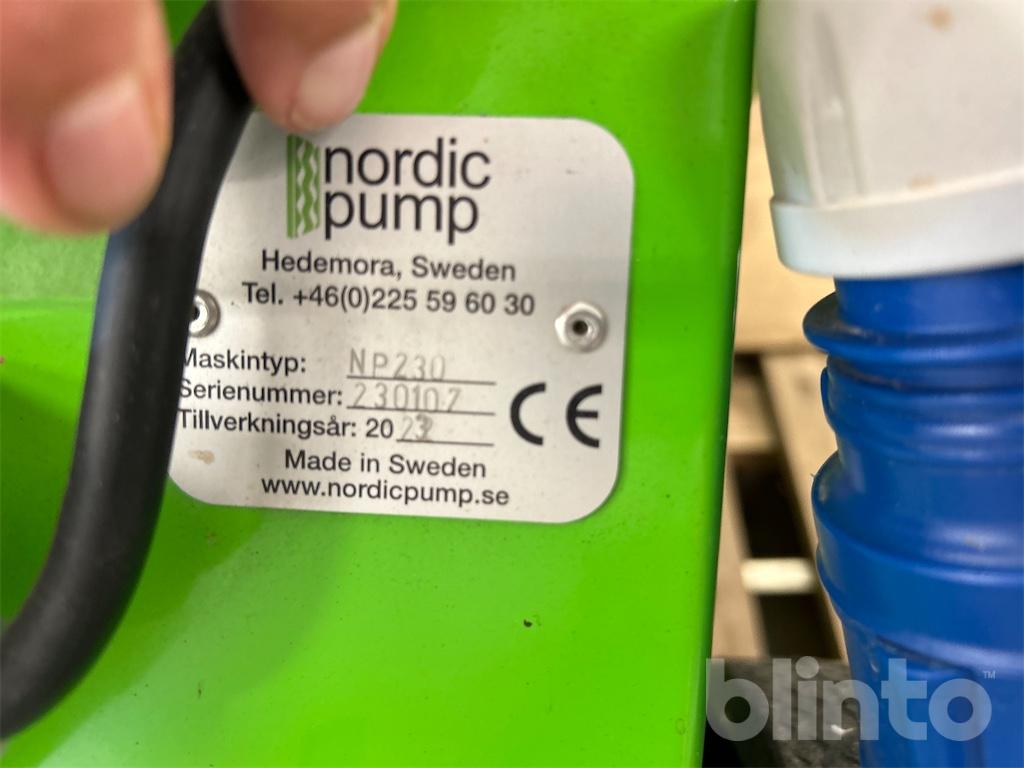 nordic
pump
Hedemora, Sweden
Tel. +46(0)225 59 60 30
Maskintyp: NP230
Serienummer: 230107
Tillverkningsår: 2023
Made in Sweden
www.nordicpump.se
CE
blinto™